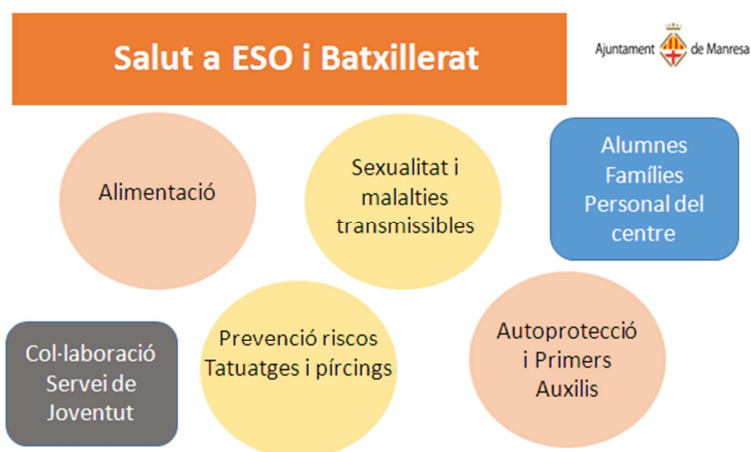 Salut a ESO i Batxillerat
Ajuntament de Manresa
Alimentació
Sexualitat i
malalties
transmissibles
Alumnes
Famílies
Personal del
centre
Col·laboració
Servei de
Joventut
Prevenció riscos
Tatuatges i pírcings
Autoprotecció
i Primers
Auxilis